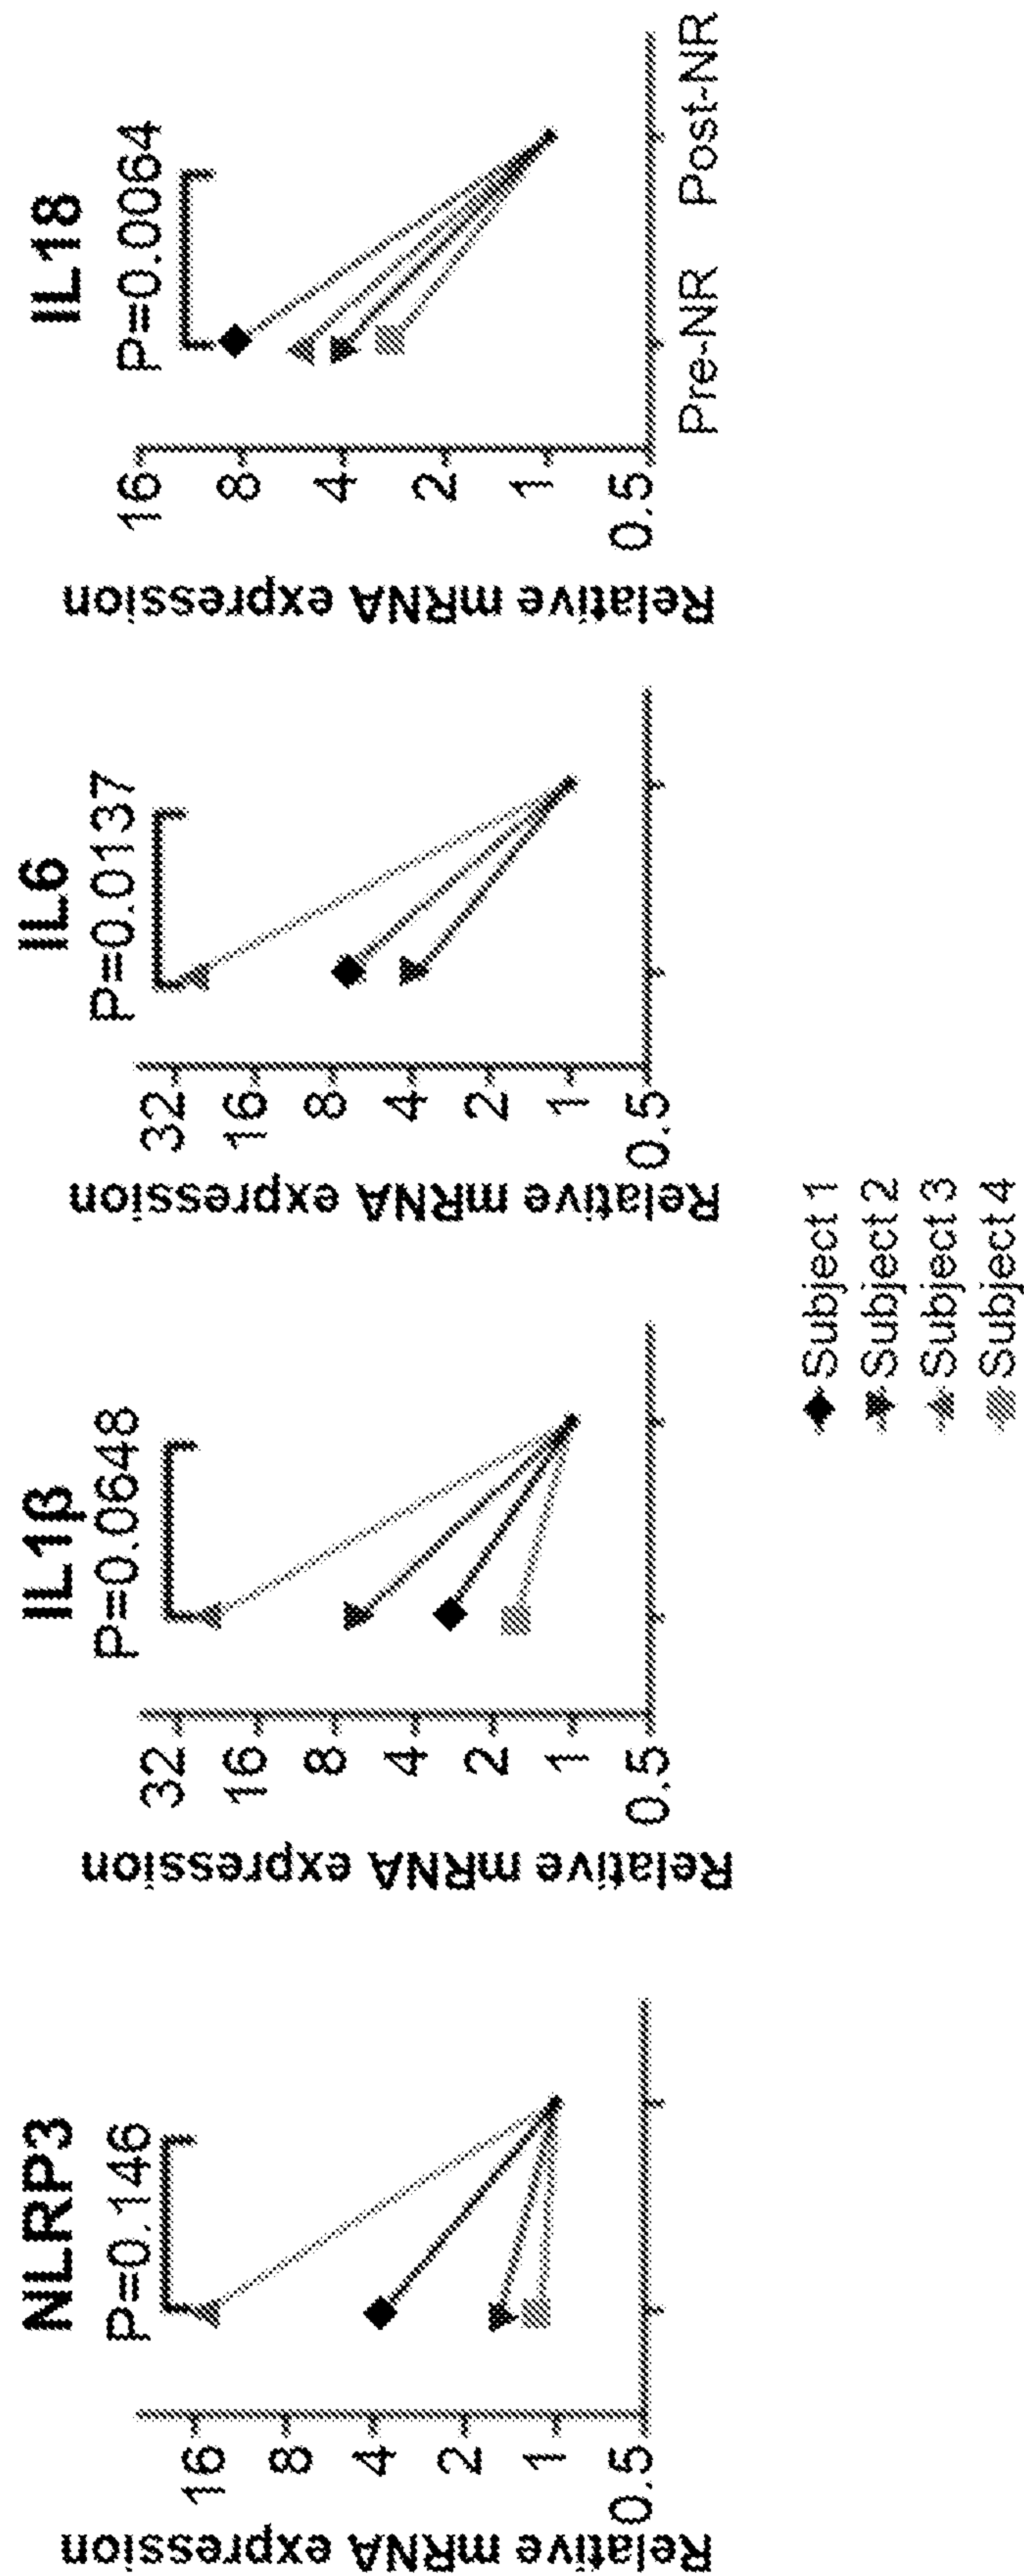 NLRP3
P=0.146
Relative mRNA expression
16
8
4
2
1
0.5
IL1β
P=0.0648
Relative mRNA expression
32
16
8
4
2
1
0.5
IL6
P=0.0137
Relative mRNA expression
32
16
8
4
2
1
0.5
IL18
P=0.0064
Relative mRNA expression
16
8
4
2
1
0.5
Pre-NR Post-NR
Subject 1
Subject 2
Subject 3
Subject 4